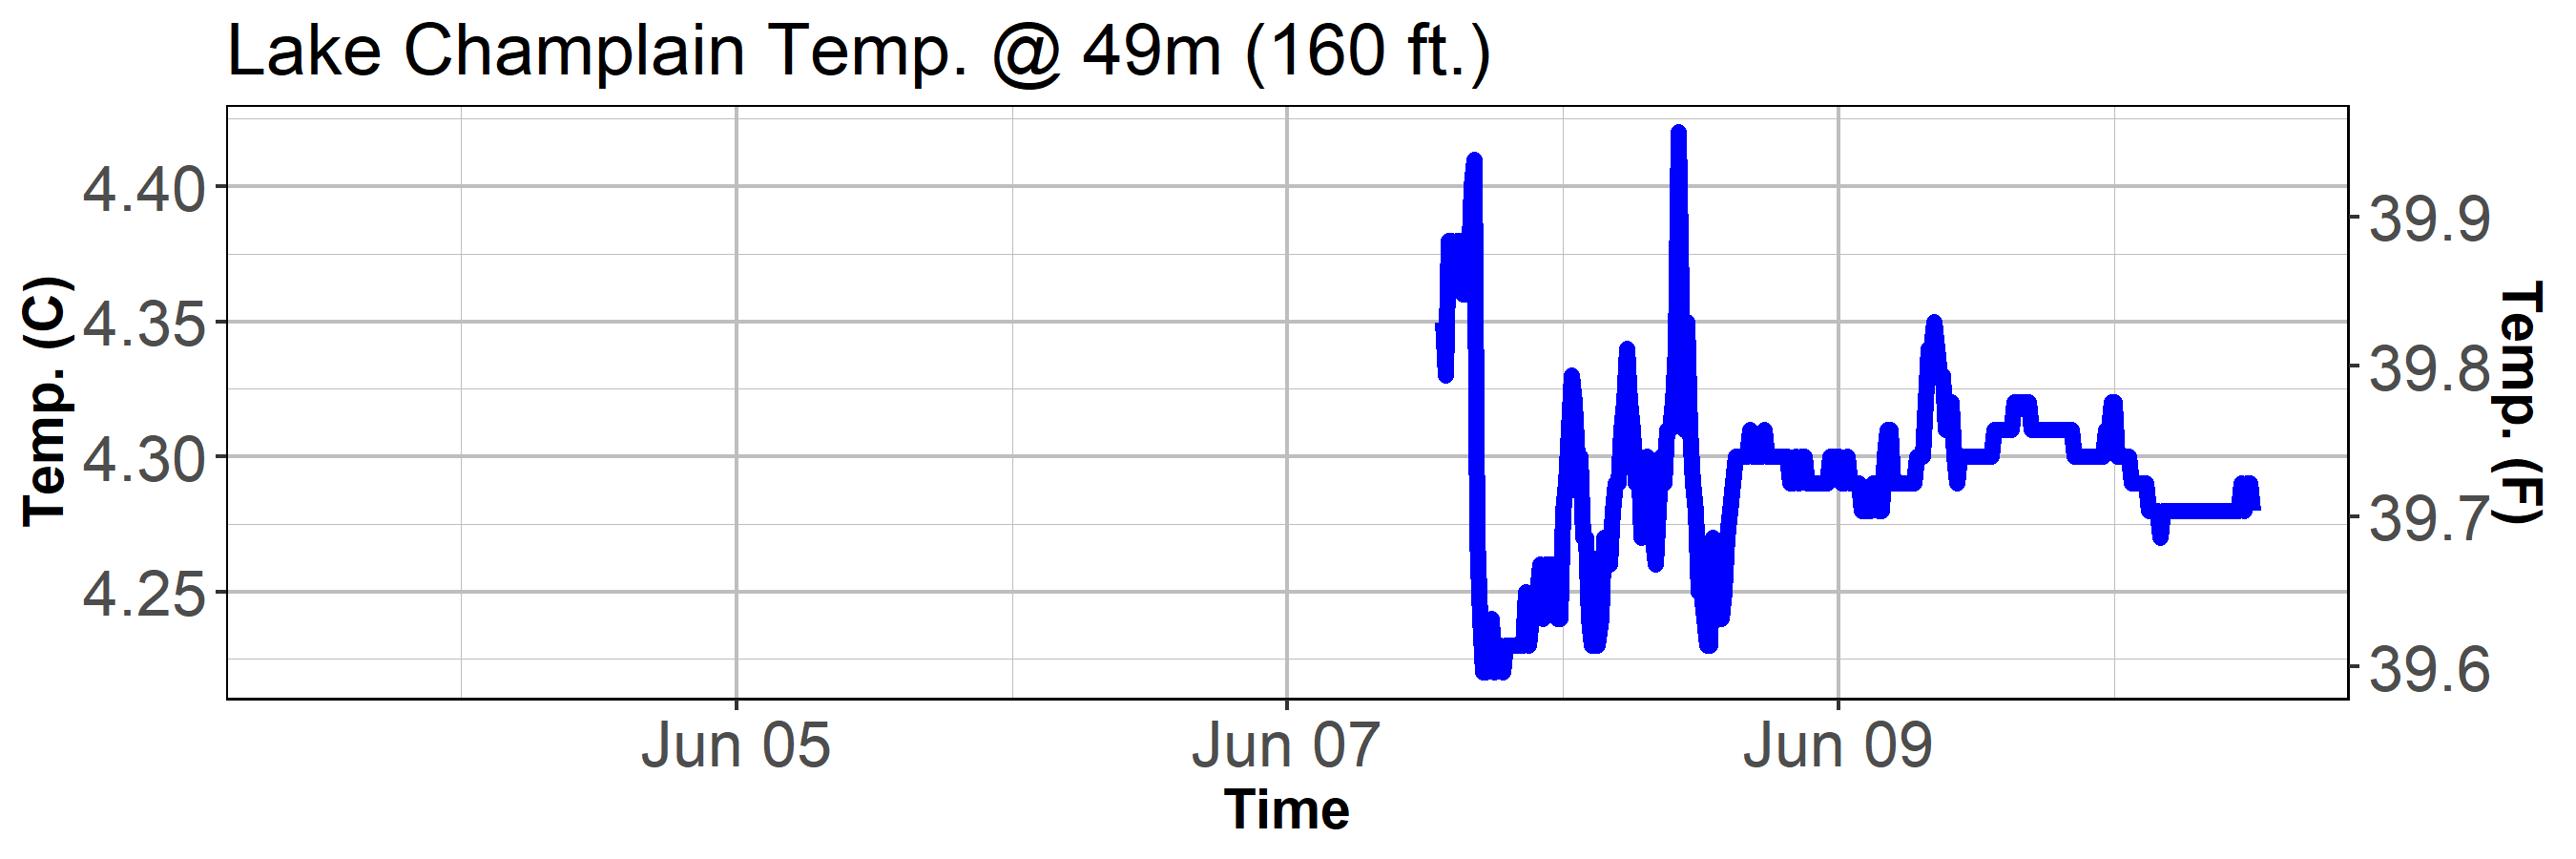 Lake Champlain Temp. @ 49m (160 ft.)
Temp. (C)
4.40
4.35
4.30
4.25
39.9
39.8
39.7
39.6
Temp. (F)
Jun 05
Jun 07
Jun 09
Time